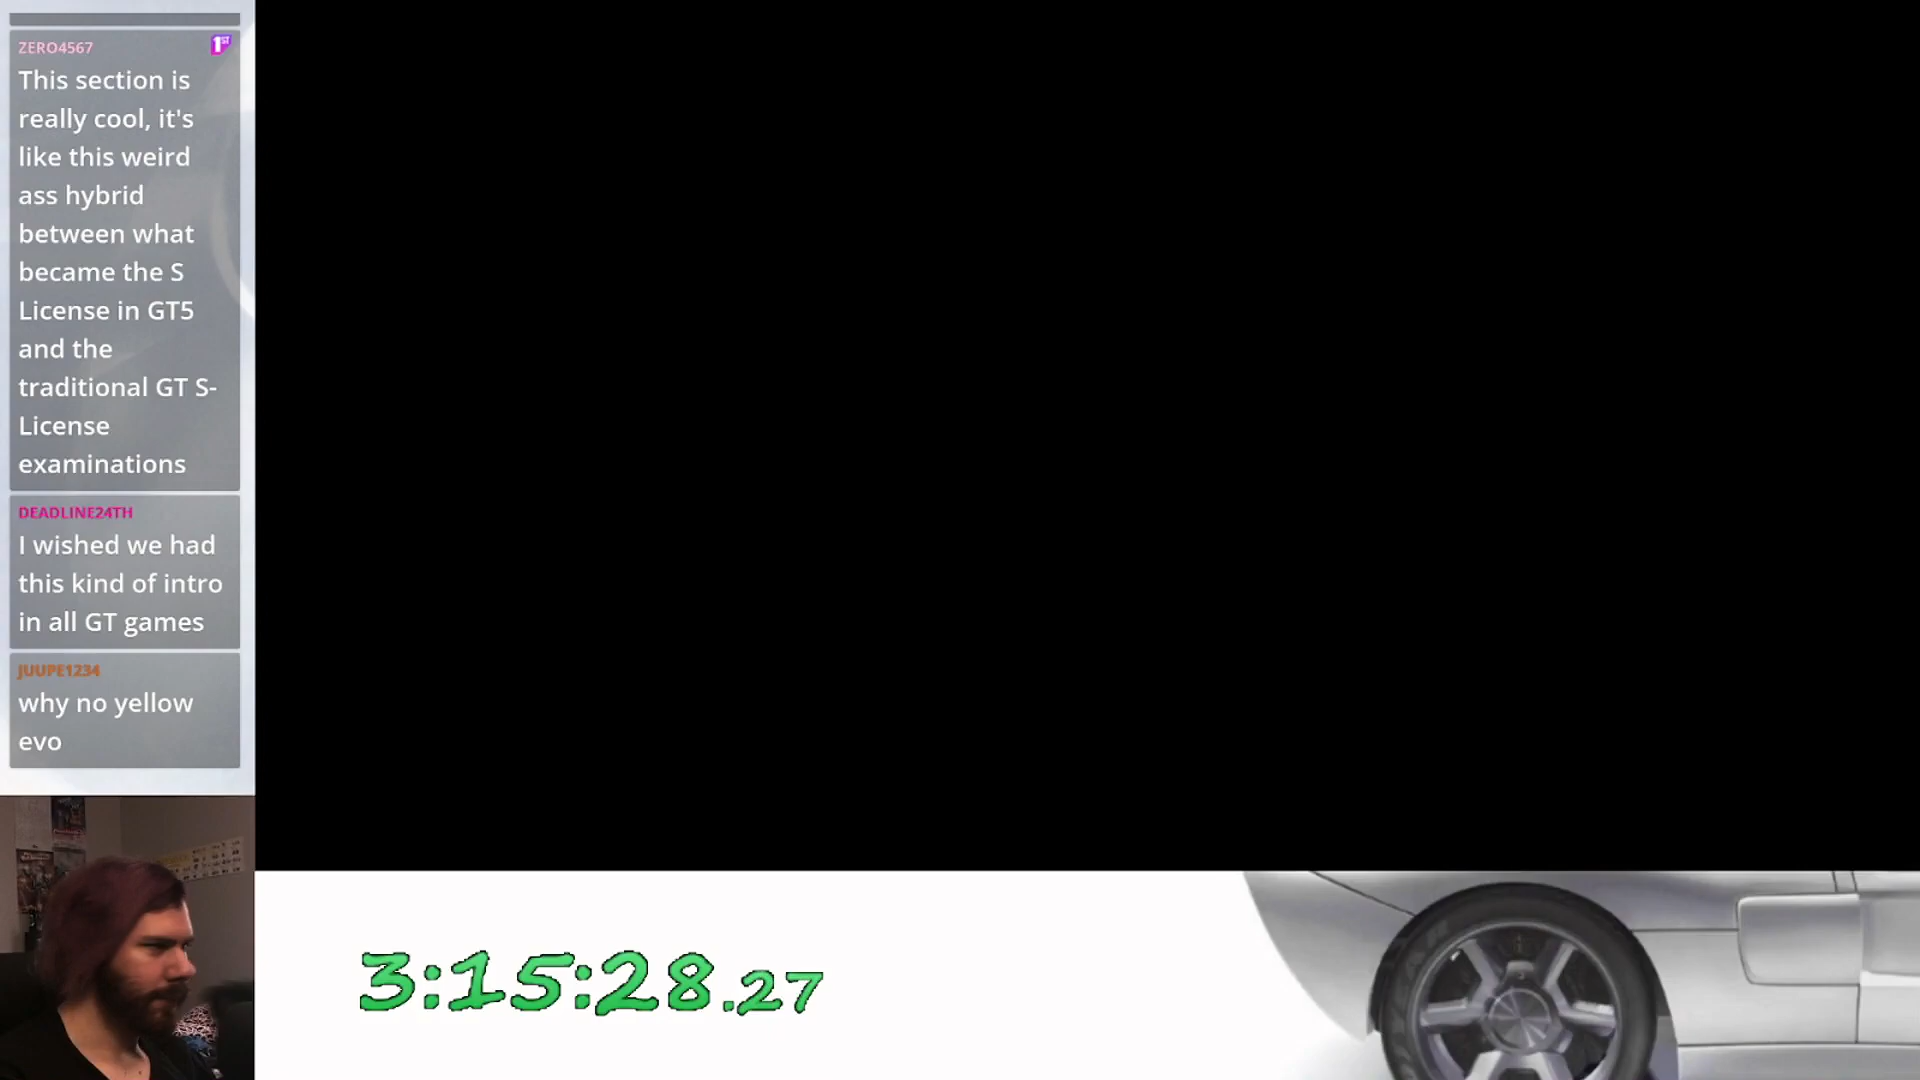 ZERO4567 1ST
This section is
really cool, it's
like this weird
ass hybrid
between what
became the S
License in GT5
and the
traditional GT S-
License
examinations
DEADLINE24TH
I wished we had
this kind of intro
in all GT games
JUUPE1234
why no yellow
evo
3:15:28.27